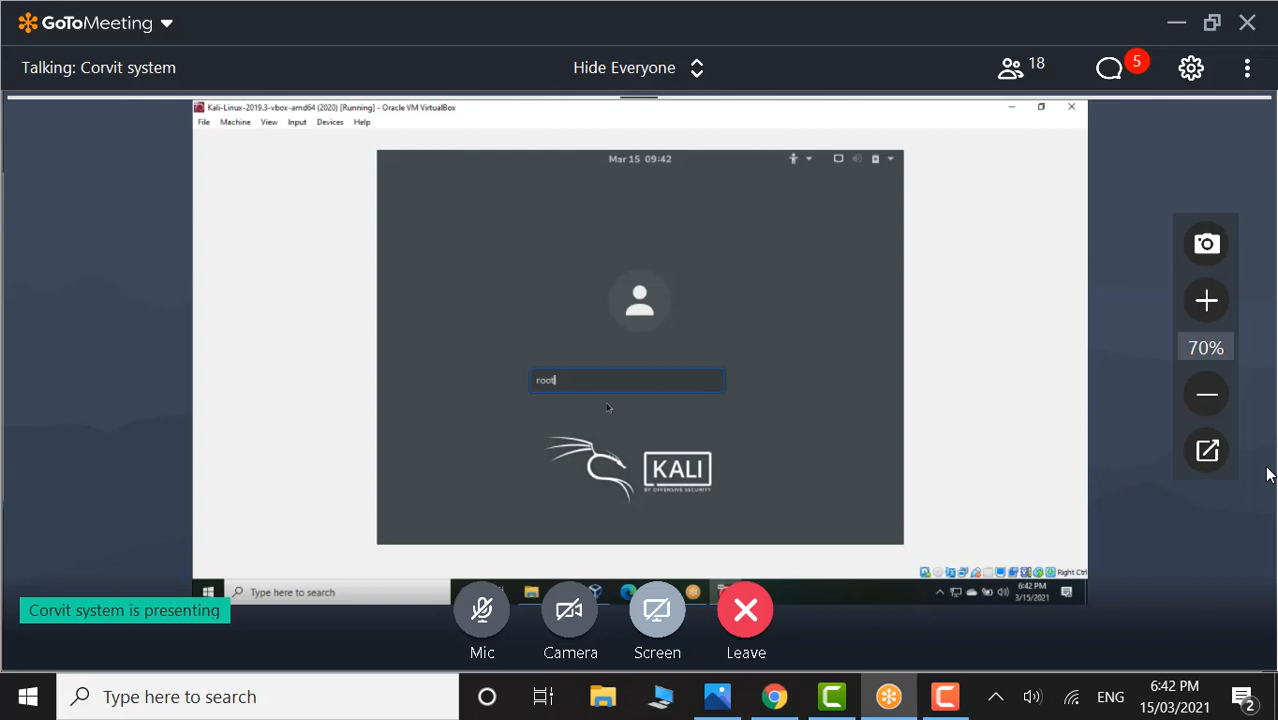 GoToMeeting
Talking: Corvit system
Hide Everyone
18
5
Kali-Linux-2019.3-vbox-amd64 (2020) [Running] - Oracle VM VirtualBox
File Machine View Input Devices Help
Mar 15 09:42
root
KALI
BY OFFENSIVE SECURITY
70%
Right Ctrl
Type here to search
6:42 PM
3/15/2021
Corvit system is presenting
Mic
Camera
Screen
Leave
Type here to search
ENG
6:42 PM
15/03/2021
2